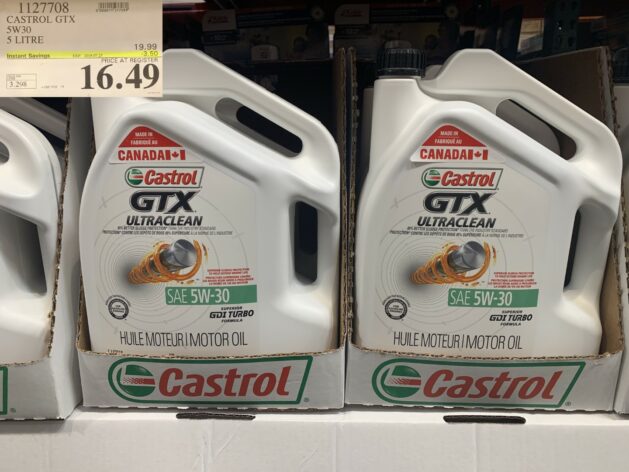 1127708
CASTROL GTX
5W30
5 LITRE
19.99
Instant Savings
-3.50
PRICE AT REGISTER
3.298
16.49
MADE IN
FABRIQUÉ AU
CANADA
Castrol
GTX
ULTRACLEAN
SAE 5W-30
SUPERIOR
GDI TURBO
FORMULA
HUILE MOTEUR | MOTOR OIL
Castrol
MADE IN
FABRIQUÉ AU
CANADA
Castrol
GTX
ULTRACLEAN
SAE 5W-30
SUPERIOR
GDI TURBO
FORMULA
HUILE MOTEUR | MOTOR OIL
Castrol